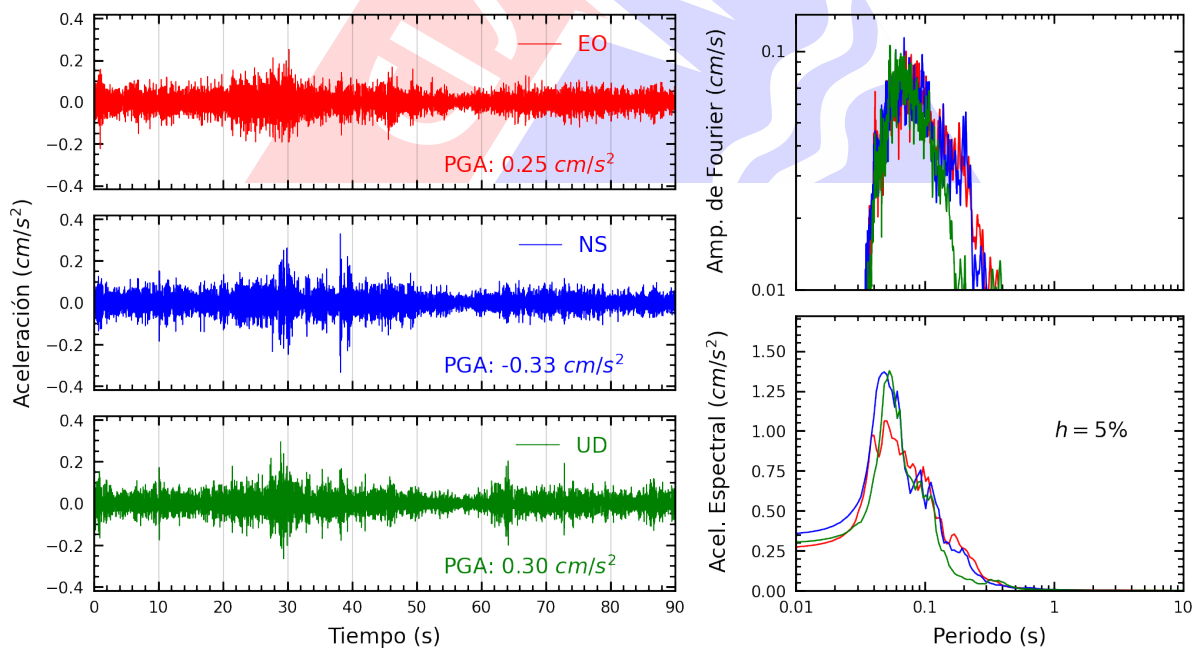 Aceleración (cm/s²)
0.4
0.2
0.0
−0.2
−0.4
EO
PGA: 0.25 cm/s²
0.4
0.2
0.0
−0.2
−0.4
NS
PGA: -0.33 cm/s²
0.4
0.2
0.0
−0.2
−0.4
UD
PGA: 0.30 cm/s²
0 10 20 30 40 50 60 70 80 90
Tiempo (s)
Amp. de Fourier (cm/s)
0.1
0.01
Acel. Espectral (cm/s²)
1.50
1.25
1.00
0.75
0.50
0.25
0.00
h = 5%
0.01 0.1 1 10
Periodo (s)